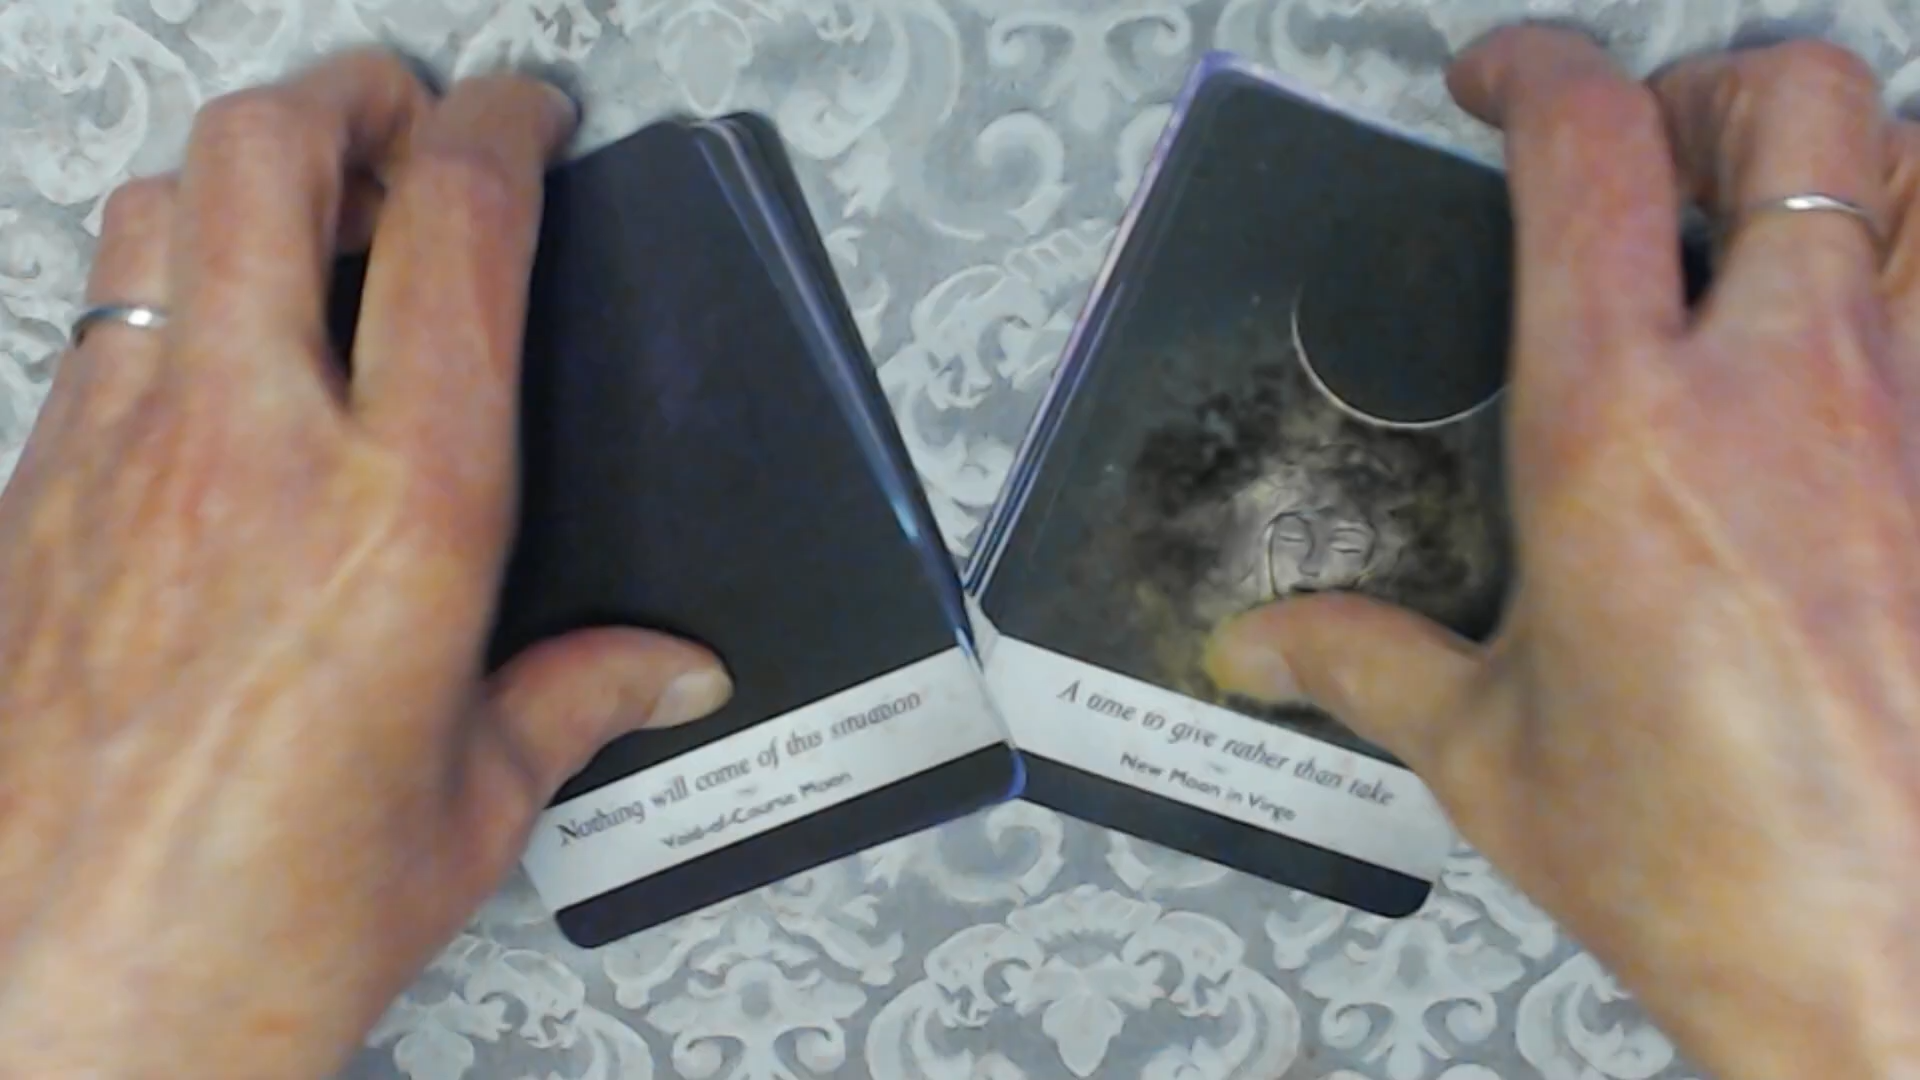 Nothing will come of this situation
Void-of-Course Moon
A time to give rather than take
New Moon in Virgo